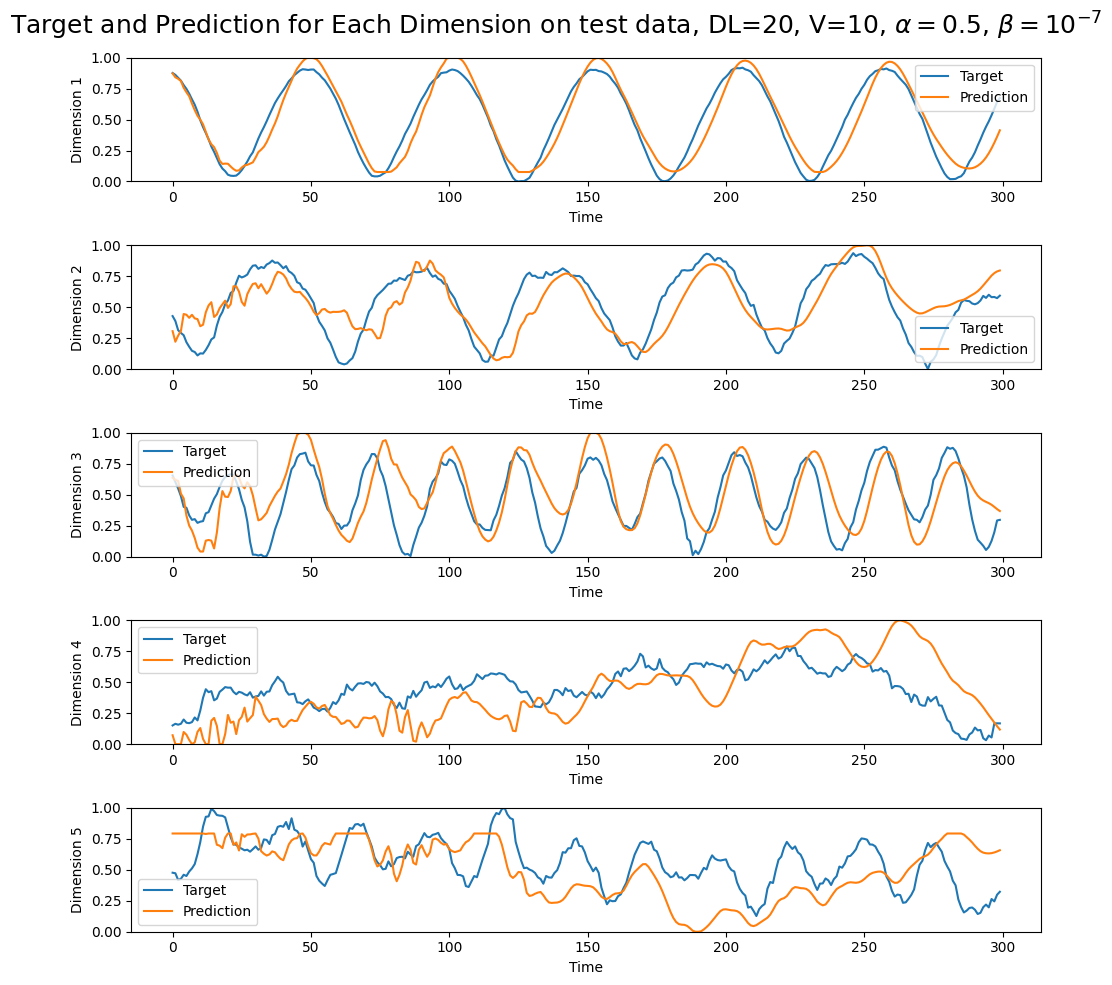 Target and Prediction for Each Dimension on test data, DL=20, V=10, α = 0.5, β = 10⁻⁷
1.00
0.75
0.50
0.25
0.00
Dimension 1
Target
Prediction
0 50 100 150 200 250 300
Time
1.00
0.75
0.50
0.25
0.00
Dimension 2
Target
Prediction
0 50 100 150 200 250 300
Time
1.00
0.75
0.50
0.25
0.00
Dimension 3
Target
Prediction
0 50 100 150 200 250 300
Time
1.00
0.75
0.50
0.25
0.00
Dimension 4
Target
Prediction
0 50 100 150 200 250 300
Time
1.00
0.75
0.50
0.25
0.00
Dimension 5
Target
Prediction
0 50 100 150 200 250 300
Time